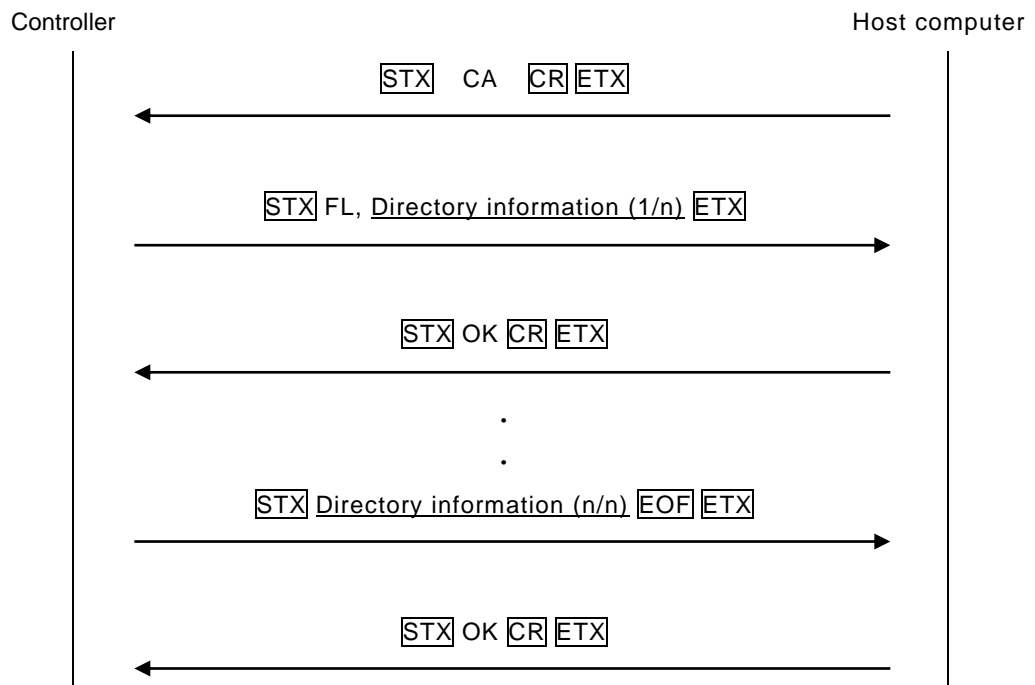 Controller Host computer
STX CA CR ETX
STX FL, Directory information (1/n) ETX
STX OK CR ETX
.
.
STX Directory information (n/n) EOF ETX
STX OK CR ETX